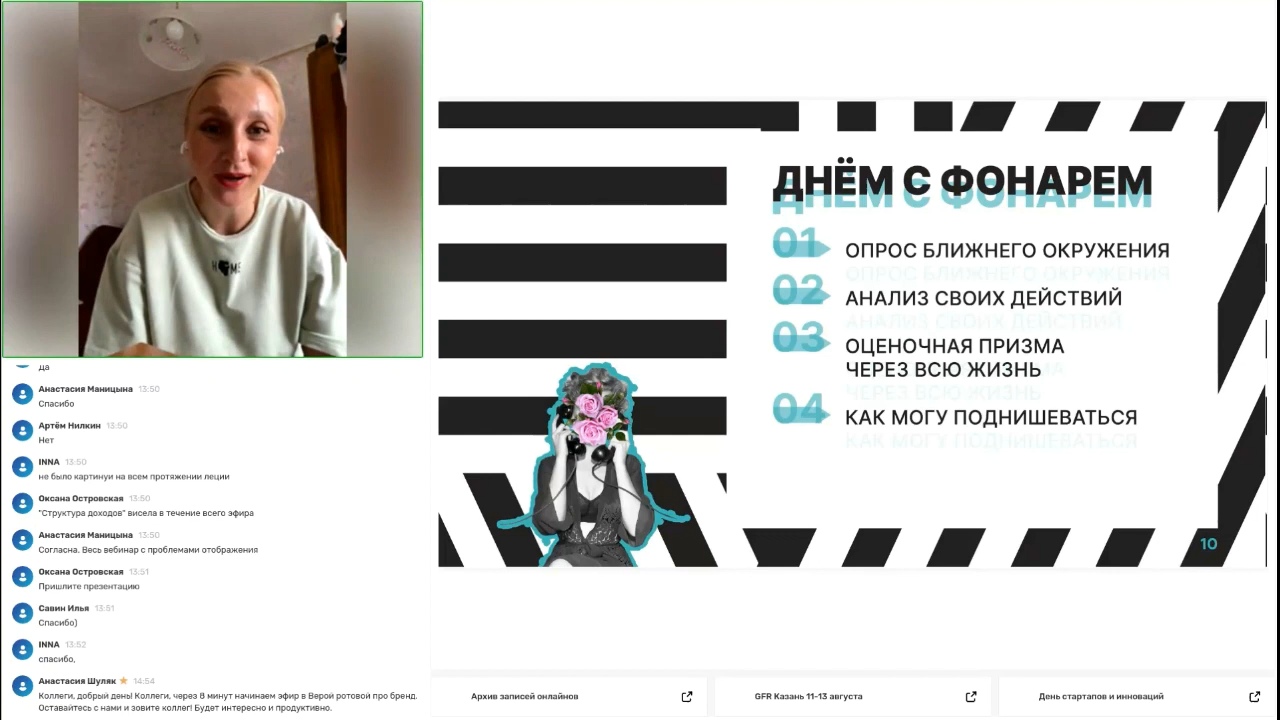 H ME
Да
Анастасия Маницына 13:50
Спасибо
Артём Нилкин 13:50
Нет
INNA 13:50
не было картинуи на всем протяжении леции
Оксана Островская 13:50
"Структура доходов" висела в течение всего эфира
Анастасия Маницына 13:50
Согласна. Весь вебинар с проблемами отображения
Оксана Островская 13:51
Пришлите презентацию
Савин Илья 13:51
Спасибо)
INNA 13:52
спасибо,
Анастасия Шуляк 14:54
Коллеги, добрый день! Коллеги, через 8 минут начинаем эфир в Верой ротовой про бренд.
Оставайтесь с нами и зовите коллег! Будет интересно и продуктивно.
ДНЁМ С ФОНАРЕМ
01 ОПРОС БЛИЖНЕГО ОКРУЖЕНИЯ
02 АНАЛИЗ СВОИХ ДЕЙСТВИЙ
03 ОЦЕНОЧНАЯ ПРИЗМА
ЧЕРЕЗ ВСЮ ЖИЗНЬ
04 КАК МОГУ ПОДНИШЕВАТЬСЯ
10
Архив записей онлайнов
GFR Казань 11-13 августа
День стартапов и инноваций